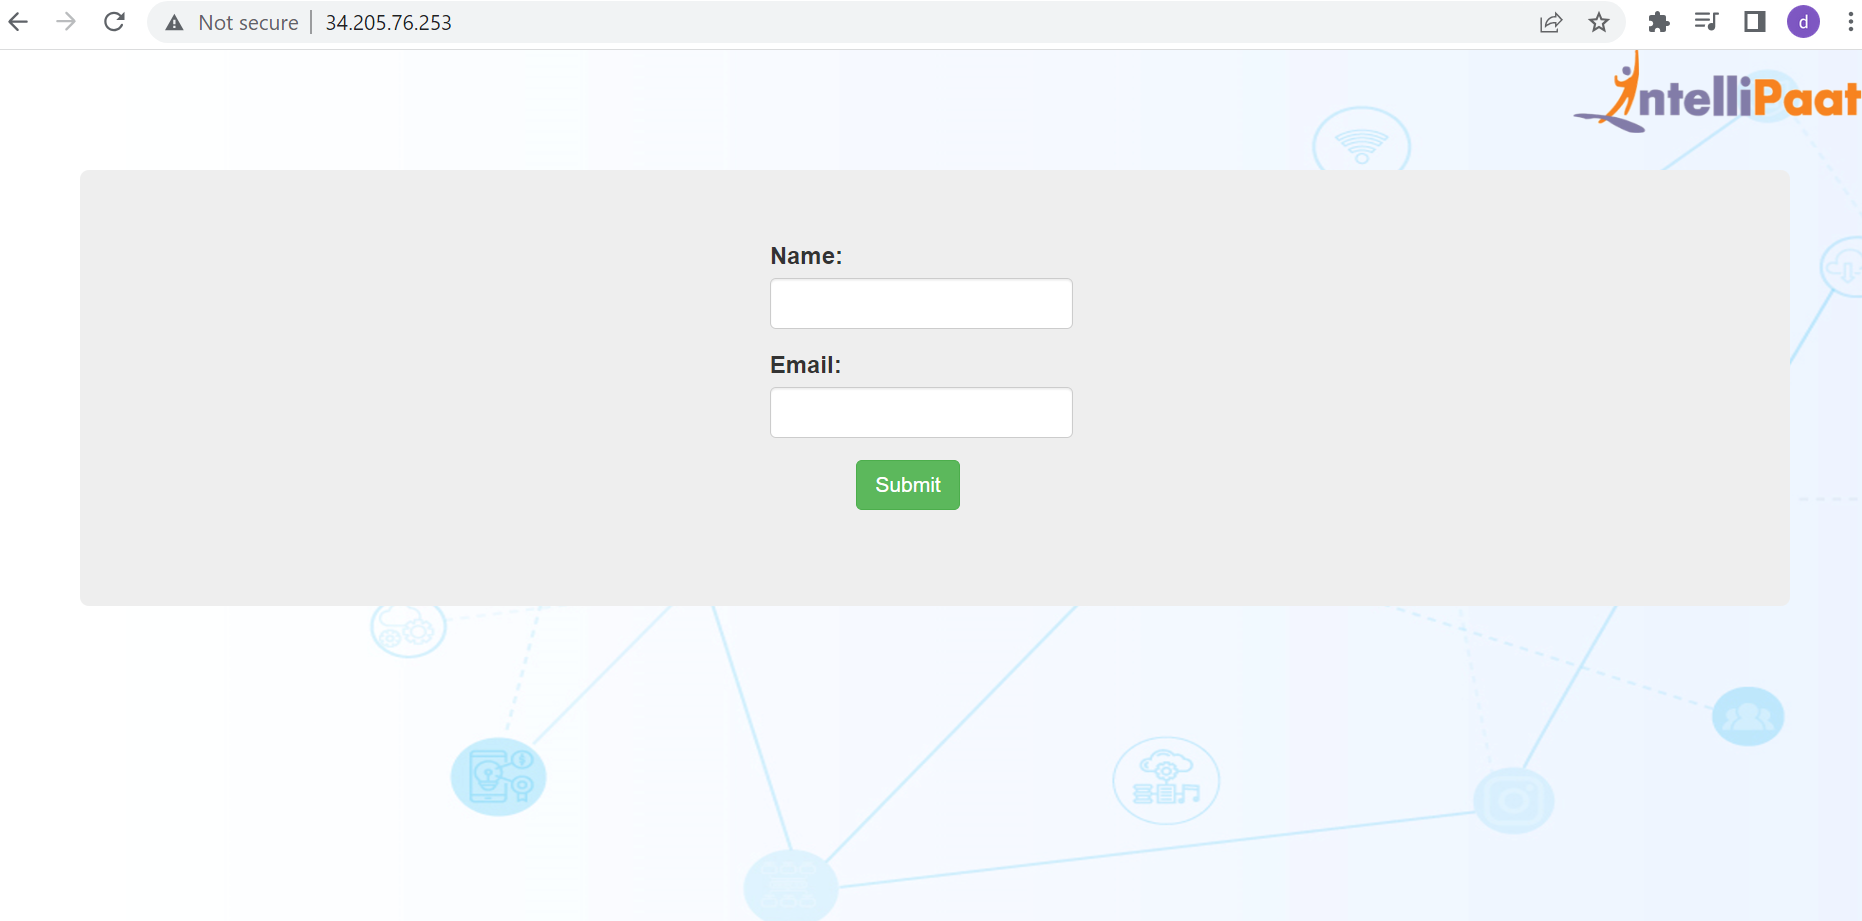 Not secure 34.205.76.253
d
IntelliPaat
Name:
Email:
Submit